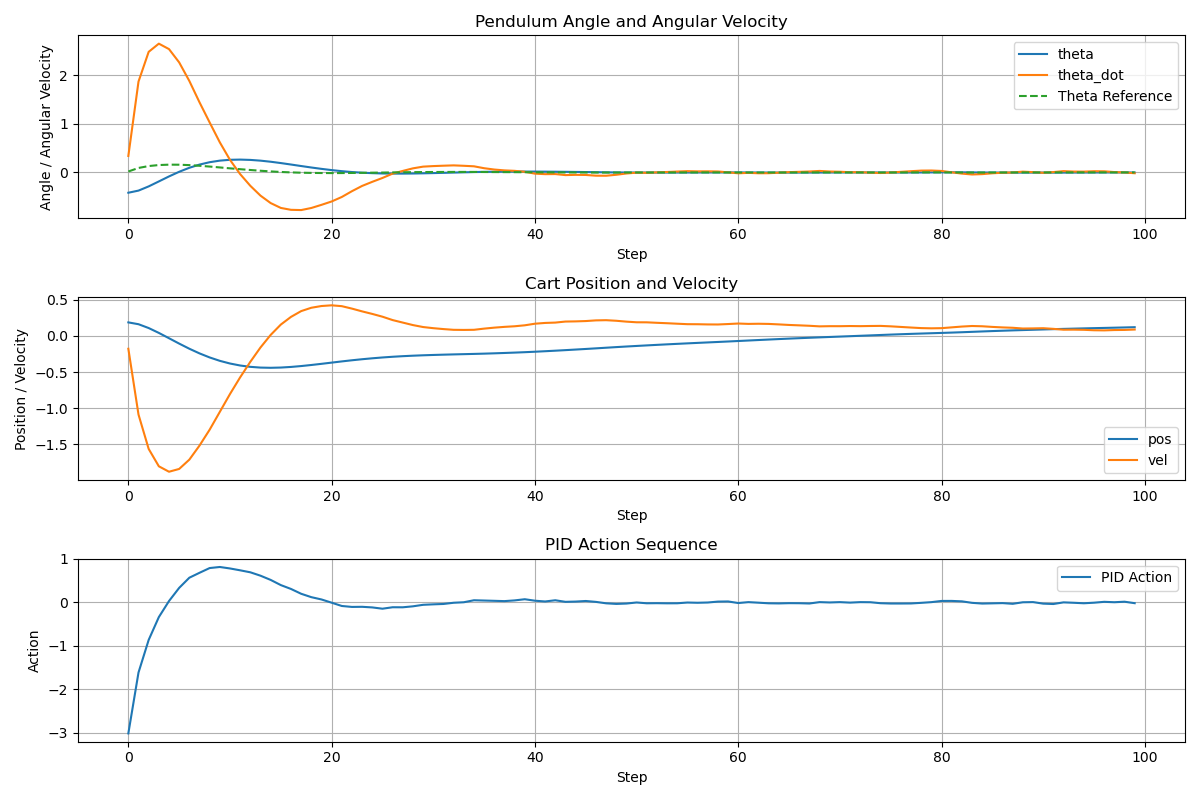 Pendulum Angle and Angular Velocity
Angle / Angular Velocity
2
1
0
theta
theta_dot
Theta Reference
0 20 40 60 80 100
Step
Cart Position and Velocity
Position / Velocity
0.5
0.0
−0.5
−1.0
−1.5
pos
vel
0 20 40 60 80 100
Step
PID Action Sequence
Action
1
0
−1
−2
−3
PID Action
0 20 40 60 80 100
Step